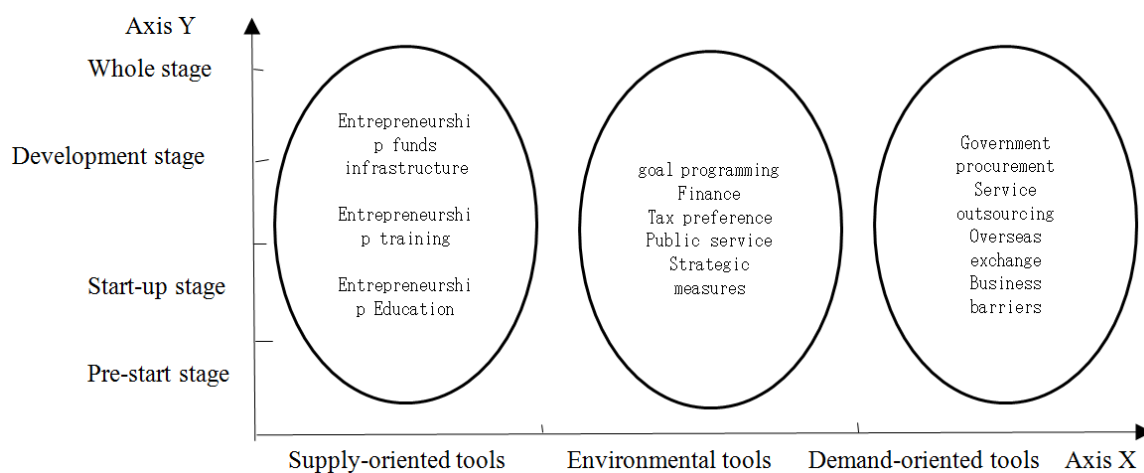 Axis Y
Whole stage
Development stage
Start-up stage
Pre-start stage
Entrepreneurshi
p funds
infrastructure
Entrepreneurshi
p training
Entrepreneurshi
p Education
goal programming
Finance
Tax preference
Public service
Strategic
measures
Government
procurement
Service
outsourcing
Overseas
exchange
Business
barriers
Supply-oriented tools
Environmental tools
Demand-oriented tools
Axis X